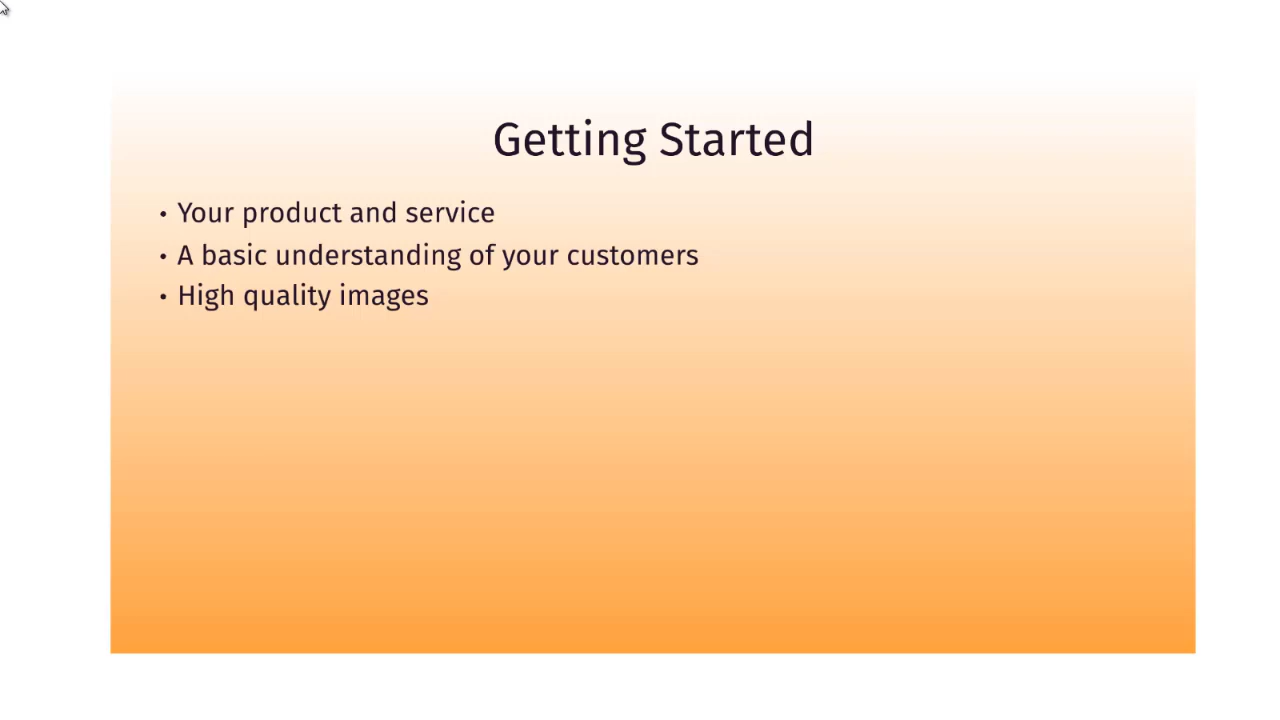 Getting Started
• Your product and service
• A basic understanding of your customers
• High quality images